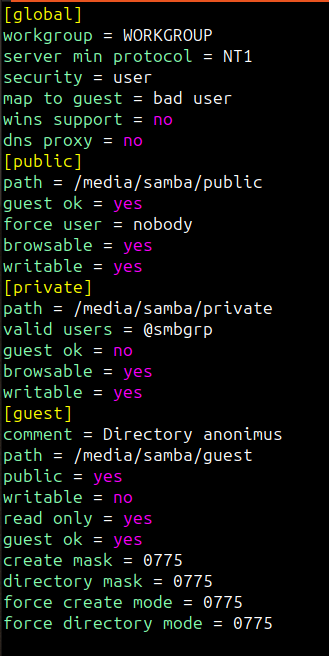 [global]
workgroup = WORKGROUP
server min protocol = NT1
security = user
map to guest = bad user
wins support = no
dns proxy = no
[public]
path = /media/samba/public
guest ok = yes
force user = nobody
browsable = yes
writable = yes
[private]
path = /media/samba/private
valid users = @smbgrp
guest ok = no
browsable = yes
writable = yes
[guest]
comment = Directory anonimus
path = /media/samba/guest
public = yes
writable = no
read only = yes
guest ok = yes
create mask = 0775
directory mask = 0775
force create mode = 0775
force directory mode = 0775